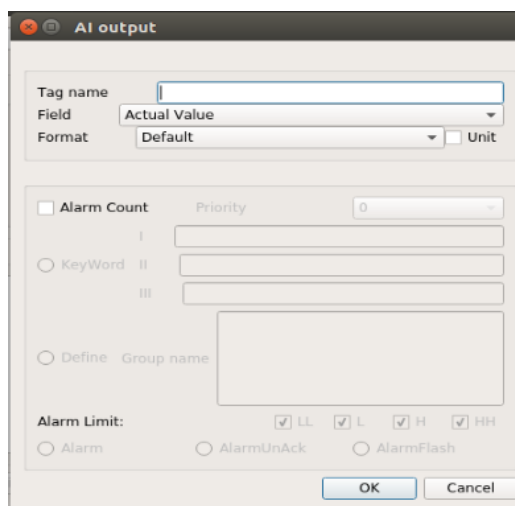 AI output
Tag name
Field Actual Value
Format Default Unit
Alarm Count Priority 0
I
KeyWord II
III
Define Group name
Alarm Limit: LL L H HH
Alarm AlarmUnAck AlarmFlash
OK Cancel